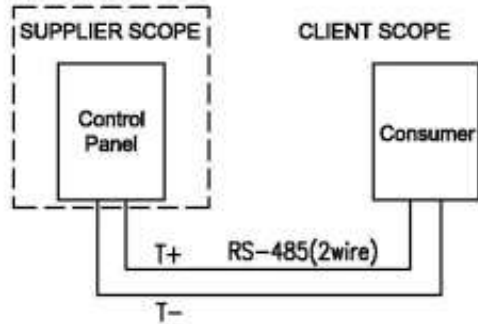 SUPPLIER SCOPE
CLIENT SCOPE
Control
Panel
Consumer
T+
RS-485(2wire)
T-